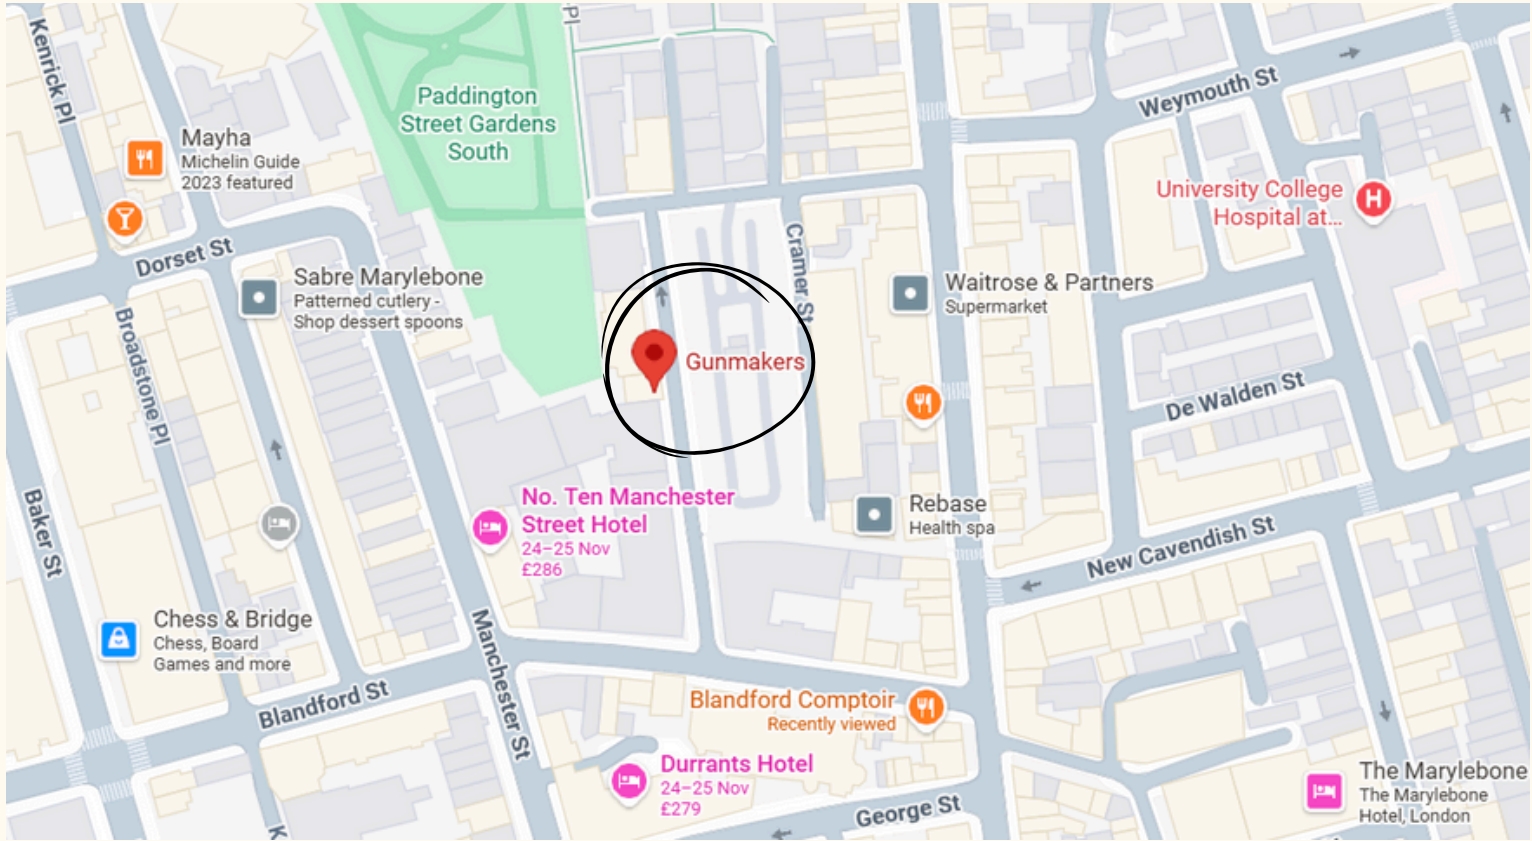 Kenrick Pl
Pl
Paddington
Street Gardens
South
Weymouth St
Mayha
Michelin Guide
2023 featured
University College
Hospital at...
H
Dorset St
Cramer St
Sabre Marylebone
Patterned cutlery -
Shop dessert spoons
Waitrose & Partners
Supermarket
Broadstone Pl
Gunmakers
De Walden St
Baker St
No. Ten Manchester
Street Hotel
24–25 Nov
£286
Rebase
Health spa
New Cavendish St
Chess & Bridge
Chess, Board
Games and more
Manchester St
Blandford St
Blandford Comptoir
Recently viewed
Durrants Hotel
24–25 Nov
£279
The Marylebone
The Marylebone
Hotel, London
George St
K